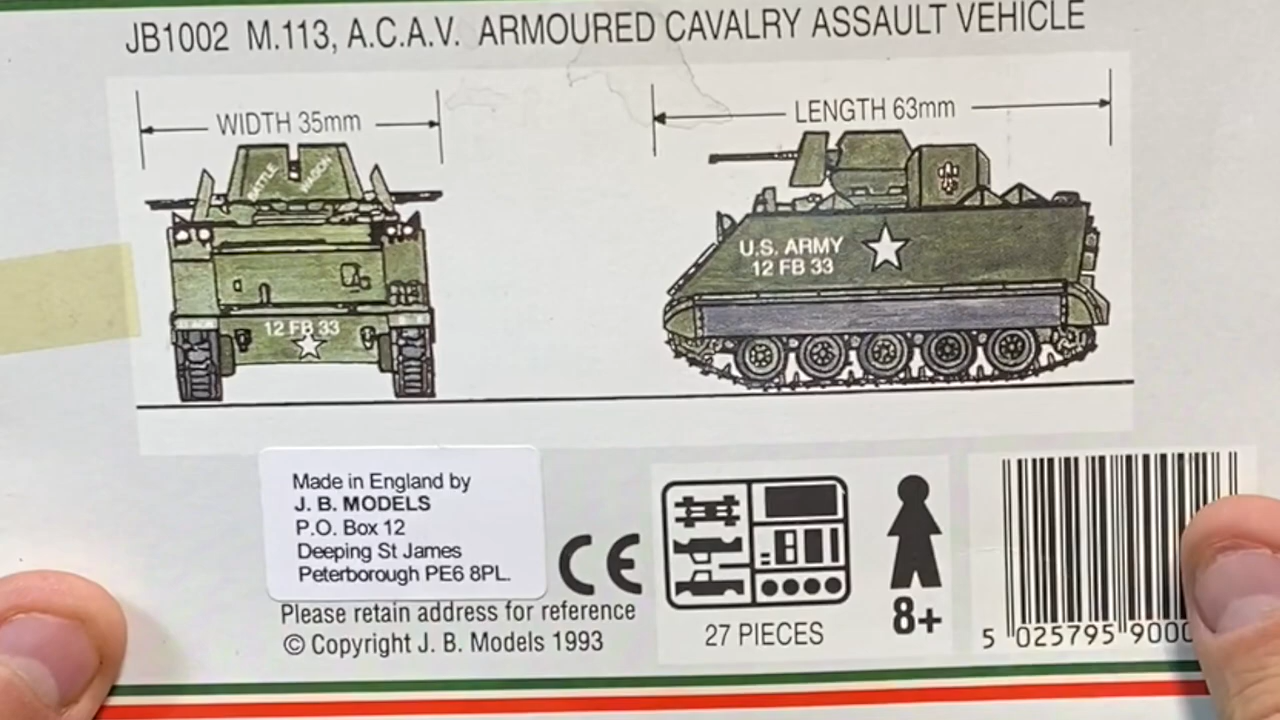 JB1002 M.113, A.C.A.V. ARMOURED CAVALRY ASSAULT VEHICLE
WIDTH 35mm
LENGTH 63mm
BATTLE WAGON
U.S. ARMY
12 FB 33
12 FB 33
Made in England by
J. B. MODELS
P.O. Box 12
Deeping St James
Peterborough PE6 8PL.
Please retain address for reference
© Copyright J. B. Models 1993
CE
27 PIECES
8+
5 025795 900